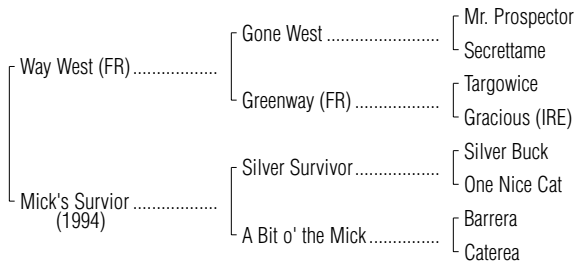 Mr. Prospector
Gone West
Secrettame
Way West (FR)
Targowice
Greenway (FR)
Gracious (IRE)
Silver Buck
Silver Survivor
One Nice Cat
Mick's Survior
(1994)
Barrera
A Bit o' the Mick
Caterea